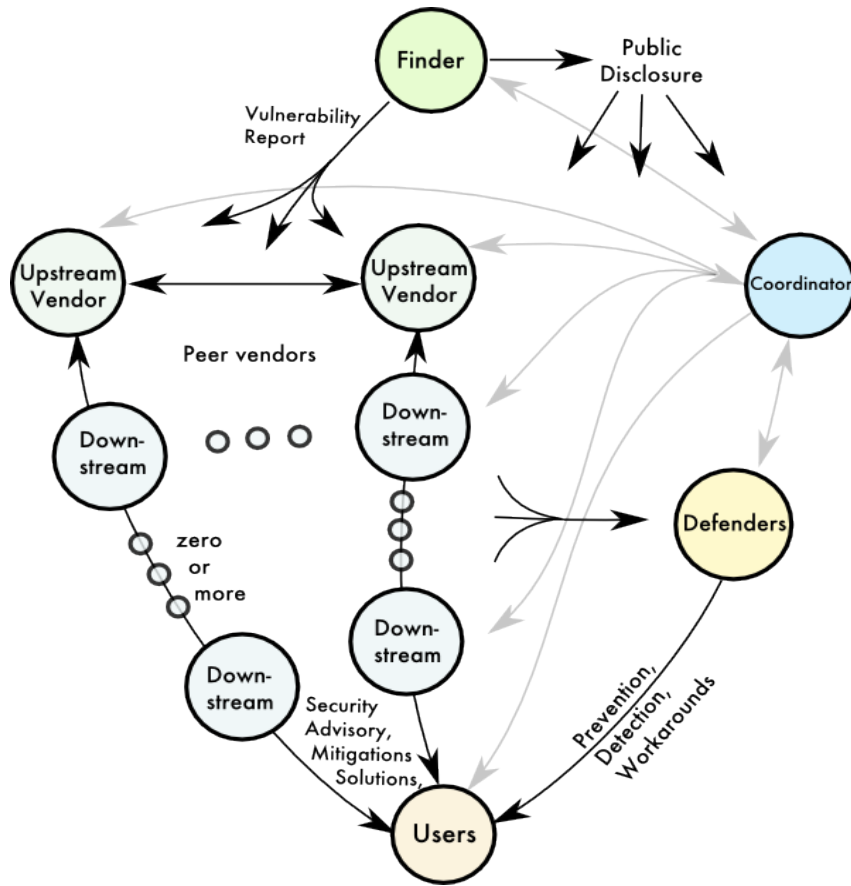 Finder
Public
Disclosure
Vulnerability
Report
Upstream
Vendor
Upstream
Vendor
Coordinator
Peer vendors
Down-
stream
Down-
stream
zero
or
more
Defenders
Down-
stream
Down-
stream
Security
Advisory,
Mitigations
Solutions,
Prevention,
Detection,
Workarounds
Users